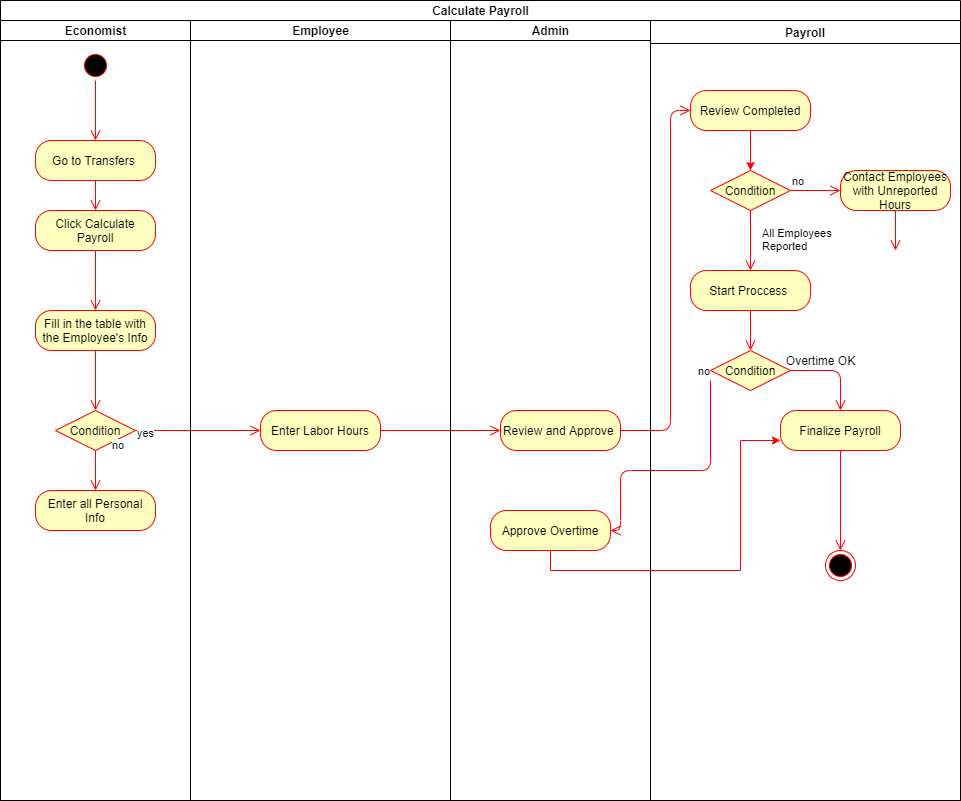 Calculate Payroll
Economist
Employee
Admin
Payroll
Go to Transfers
Click Calculate
Payroll
Fill in the table with
the Employee's Info
Condition
yes
no
Enter all Personal
Info
Enter Labor Hours
Review and Approve
Approve Overtime
Review Completed
Condition
no
Contact Employees
with Unreported
Hours
All Employees
Reported
Start Proccess
Condition
no
Overtime OK
Finalize Payroll